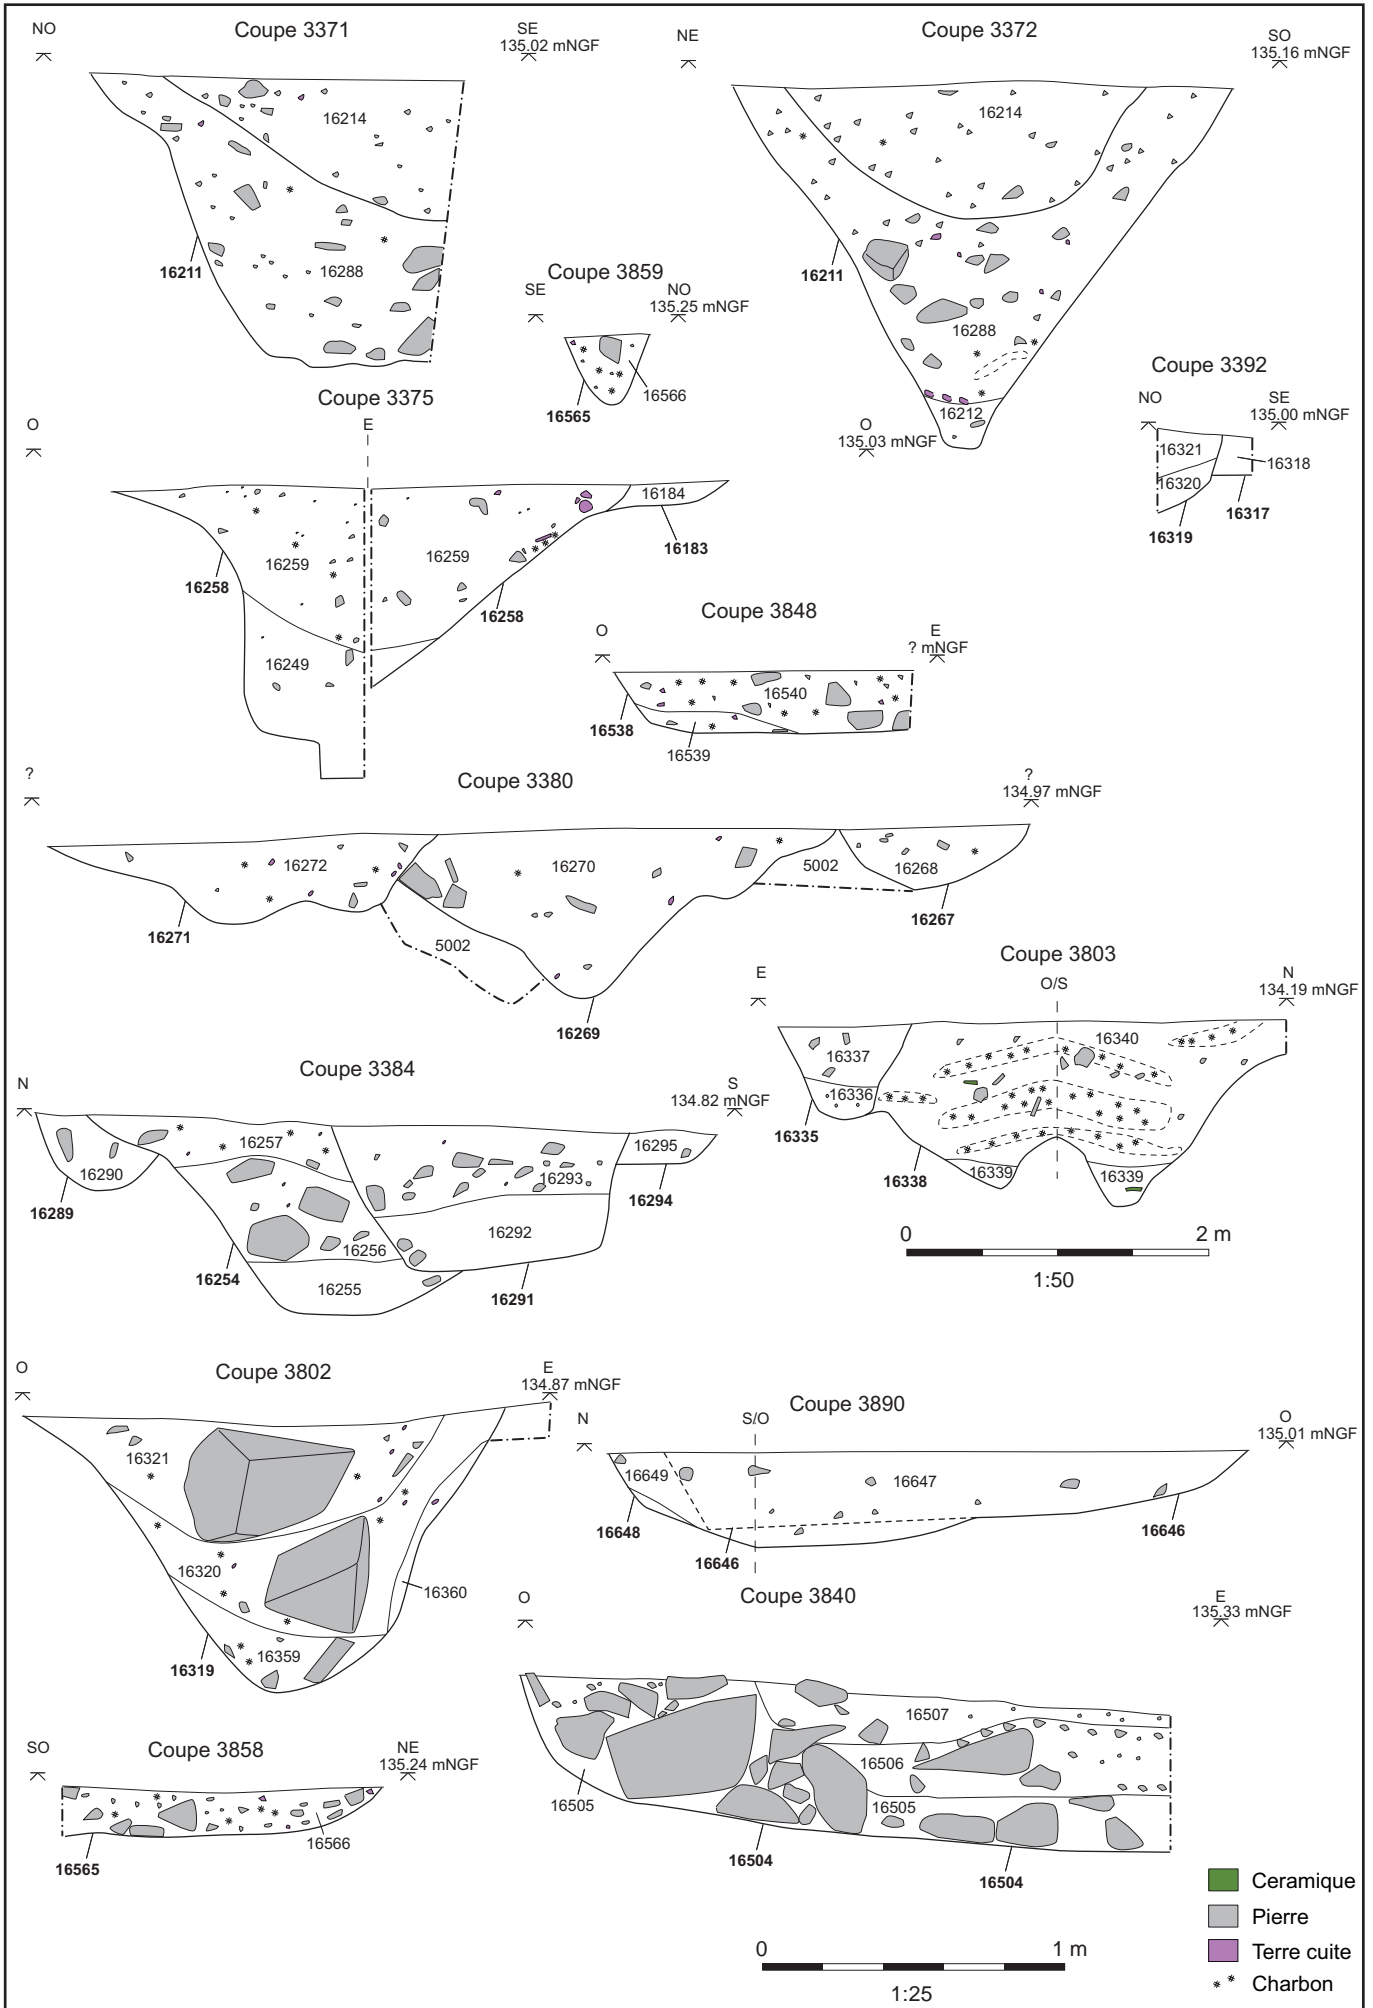 Coupe 3371
NO
SE
135.02 mNGF
16214
16288
16211
Coupe 3372
NE
SO
135.16 mNGF
16214
16211
16288
16212
Coupe 3859
SE
NO
135.25 mNGF
16565
16566
Coupe 3392
NO
SE
135.00 mNGF
16321
16318
16320
16317
16319
Coupe 3375
O
E
O
135.03 mNGF
16184
16183
16259
16259
16258
16258
16249
Coupe 3848
O
E
? mNGF
16540
16538
16539
Coupe 3380
?
?
134.97 mNGF
16272
16270
5002
16268
16271
5002
16267
16269
Coupe 3803
E
O/S
N
134.19 mNGF
16337
16340
16336
16335
16338
16339
16339
0
2 m
1:50
Coupe 3384
N
S
134.82 mNGF
16257
16295
16290
16293
16289
16294
16292
16256
16254
16255
16291
Coupe 3802
O
E
134.87 mNGF
16321
16320
16360
16359
16319
Coupe 3890
N
S/O
O
135.01 mNGF
16649
16647
16648
16646
16646
Coupe 3840
O
E
135.33 mNGF
16507
16506
16505
16505
16504
16504
Coupe 3858
SO
NE
135.24 mNGF
16566
16565
0
1 m
1:25
Ceramique
Pierre
Terre cuite
Charbon